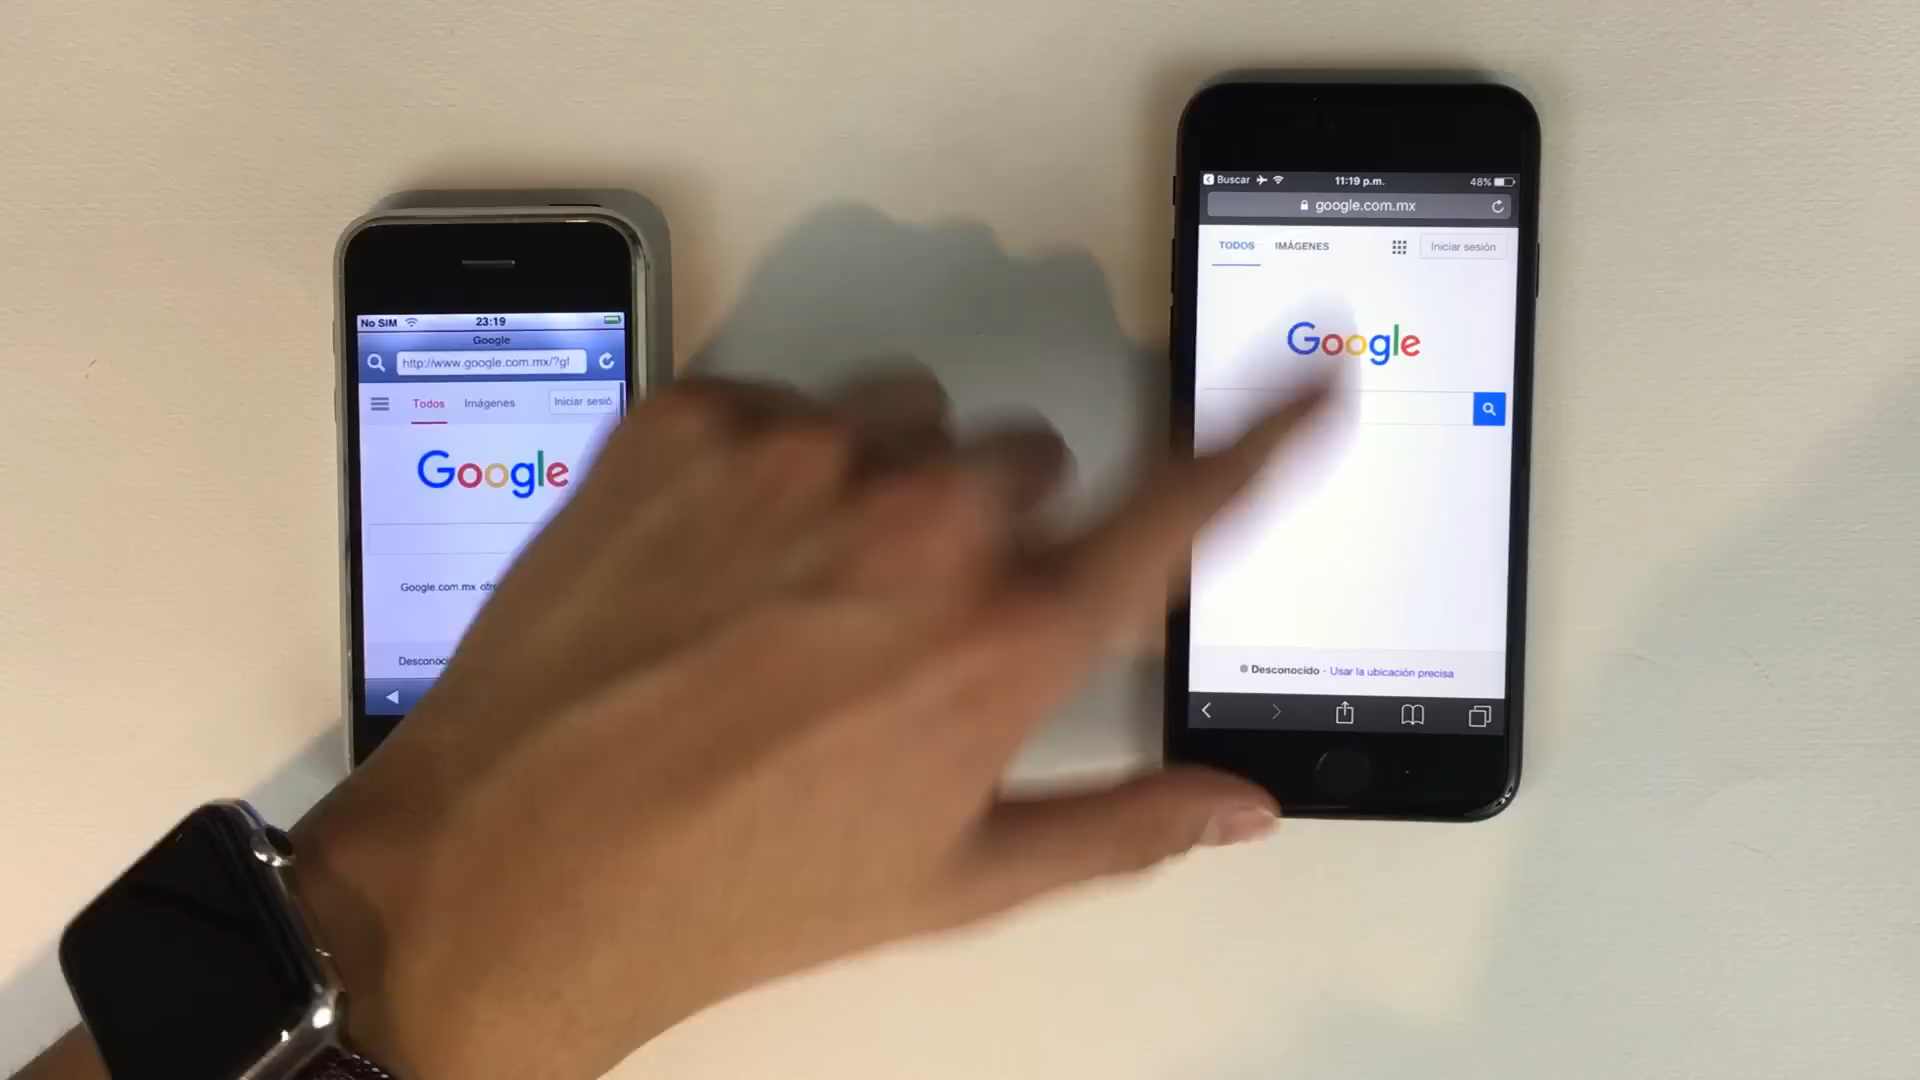 No SIM 23:19
Google
http://www.google.com.mx/?gl
Todos Imágenes Iniciar sesió
Google
Google.com.mx
Buscar 11:19 p.m. 48%
google.com.mx
TODOS IMÁGENES Iniciar sesión
Google
Desconocido - Usar la ubicación precisa